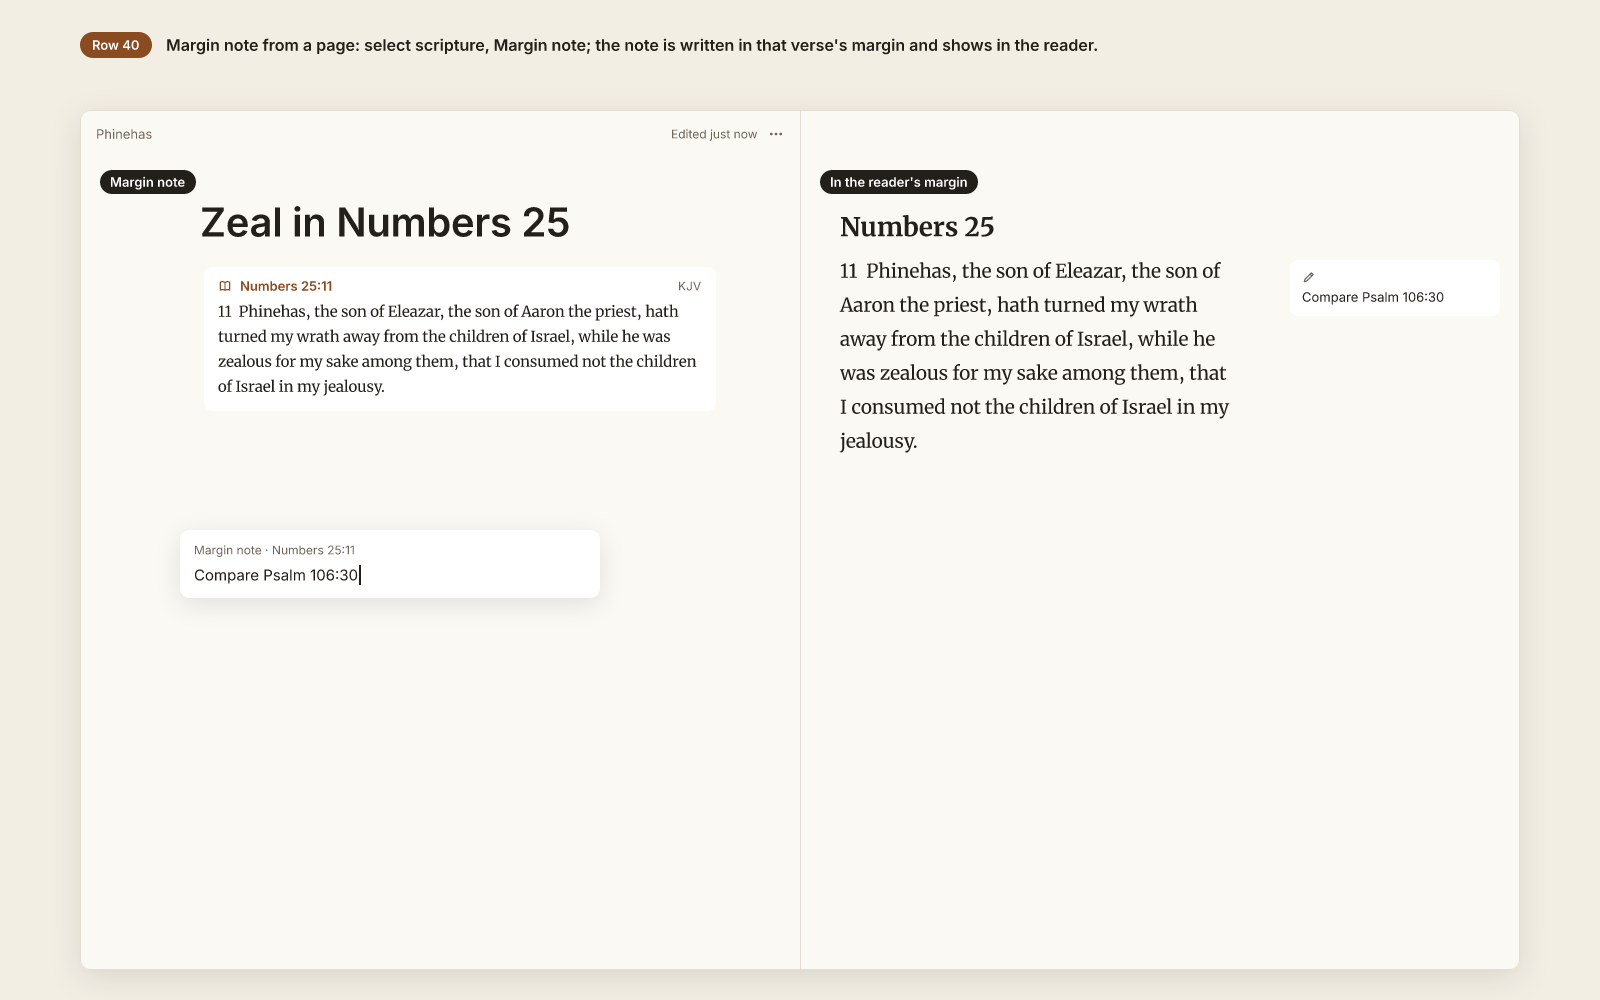 Row 40
Margin note from a page: select scripture, Margin note; the note is written in that verse's margin and shows in the reader.
Phinehas
Edited just now
Margin note
Zeal in Numbers 25
Numbers 25:11
KJV
11 Phinehas, the son of Eleazar, the son of Aaron the priest, hath
turned my wrath away from the children of Israel, while he was
zealous for my sake among them, that I consumed not the children
of Israel in my jealousy.
Margin note · Numbers 25:11
Compare Psalm 106:30
In the reader's margin
Numbers 25
11 Phinehas, the son of Eleazar, the son of
Aaron the priest, hath turned my wrath
away from the children of Israel, while he
was zealous for my sake among them, that
I consumed not the children of Israel in my
jealousy.
Compare Psalm 106:30